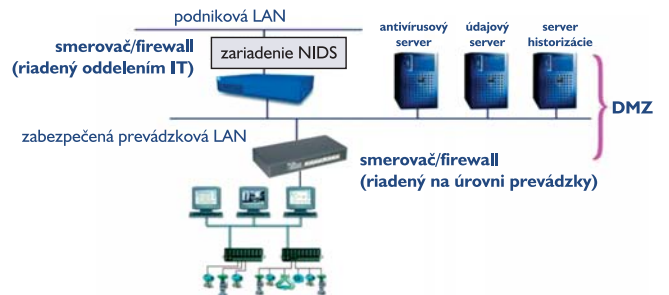 podniková LAN
smerovač/firewall
(riadený oddelením IT)
zariadenie NIDS
antivírusový
server
údajový
server
server
historizácie
DMZ
zabezpečená prevádzková LAN
smerovač/firewall
(riadený na úrovni prevádzky)